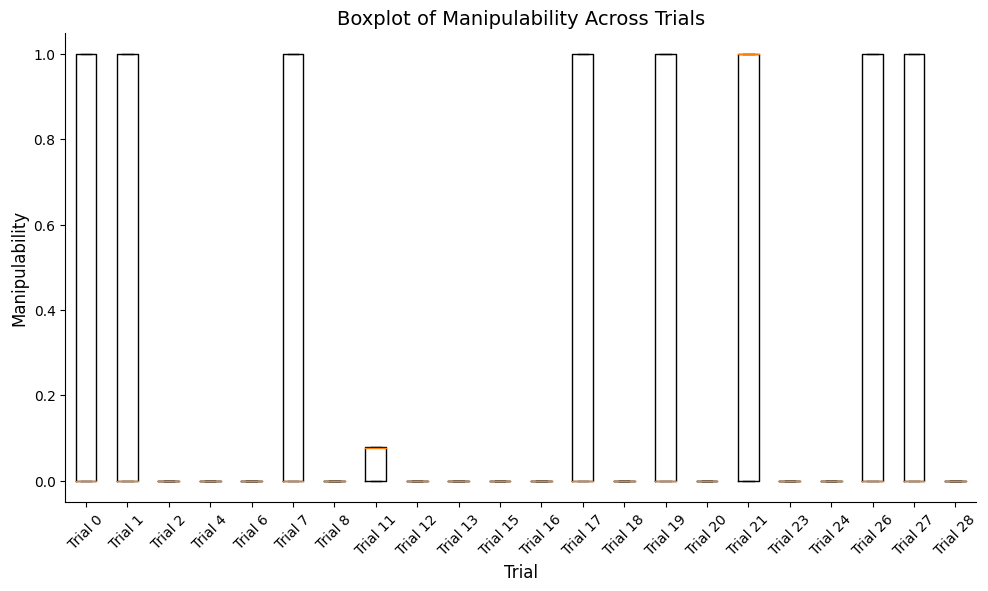 Boxplot of Manipulability Across Trials
Manipulability
1.0
0.8
0.6
0.4
0.2
0.0
Trial 0
Trial 1
Trial 2
Trial 4
Trial 6
Trial 7
Trial 8
Trial 11
Trial 12
Trial 13
Trial 15
Trial 16
Trial 17
Trial 18
Trial 19
Trial 20
Trial 21
Trial 23
Trial 24
Trial 26
Trial 27
Trial 28
Trial